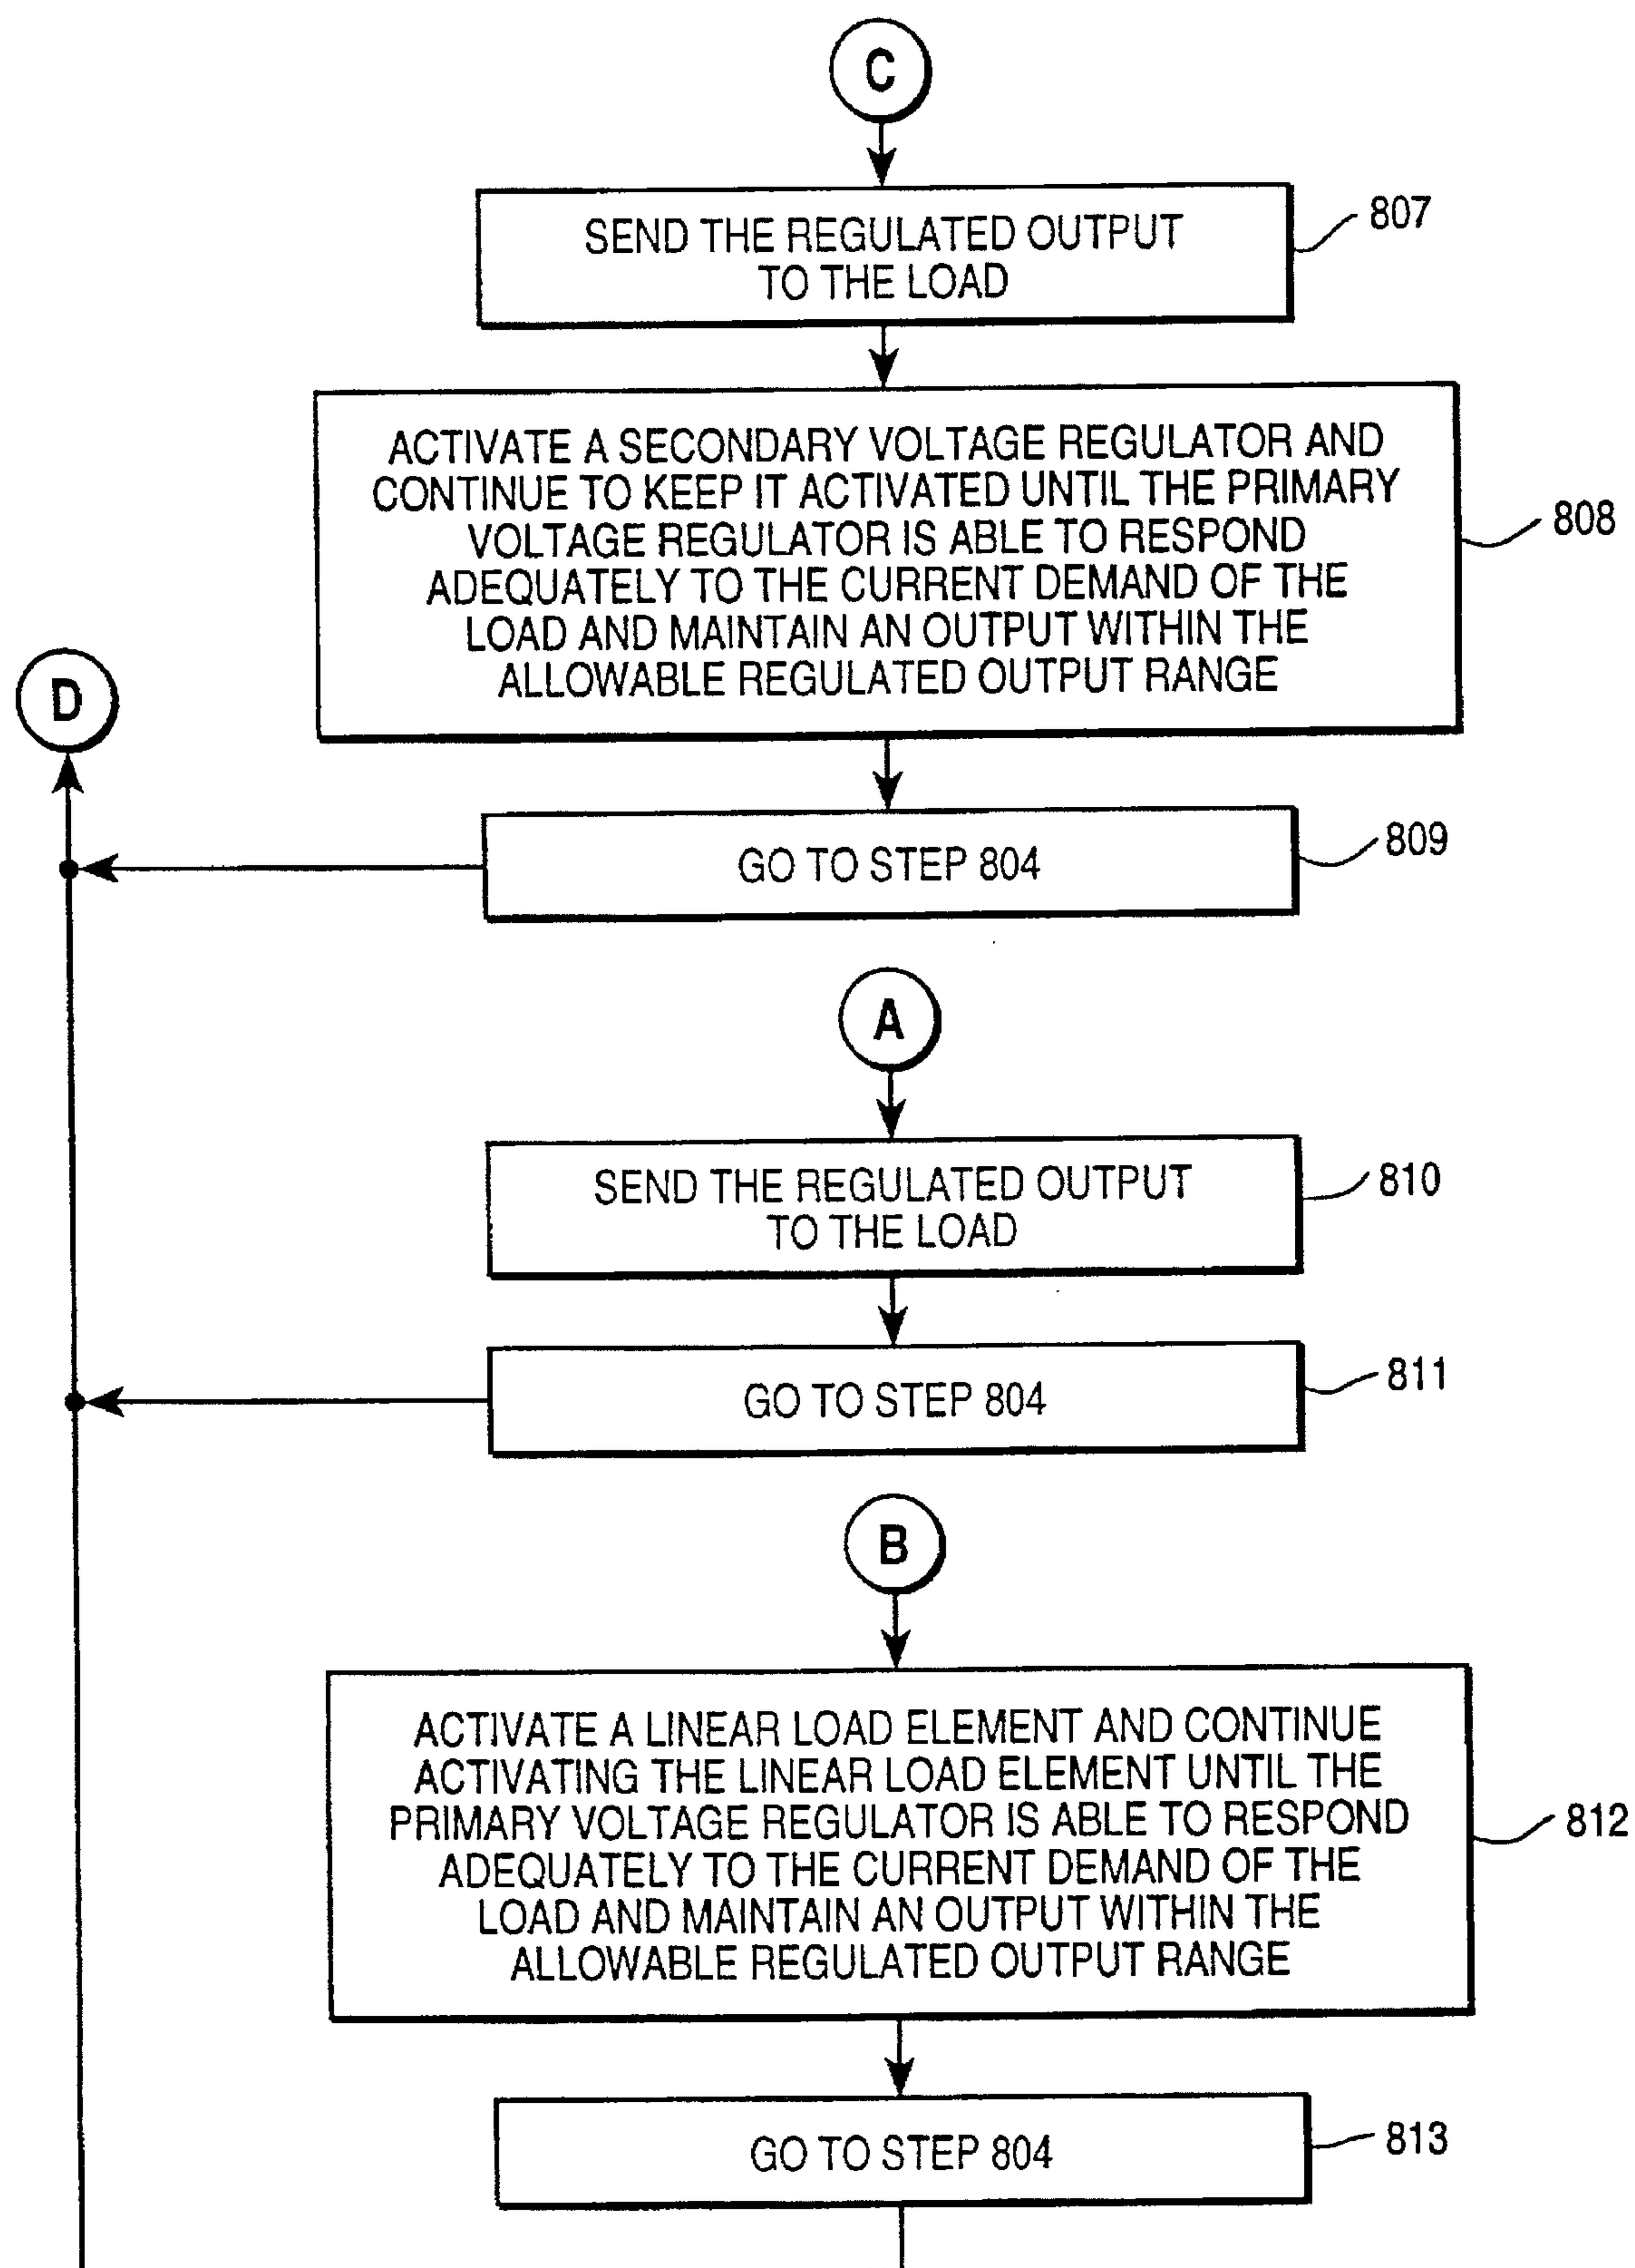 C
SEND THE REGULATED OUTPUT
TO THE LOAD
807
ACTIVATE A SECONDARY VOLTAGE REGULATOR AND
CONTINUE TO KEEP IT ACTIVATED UNTIL THE PRIMARY
VOLTAGE REGULATOR IS ABLE TO RESPOND
ADEQUATELY TO THE CURRENT DEMAND OF THE
LOAD AND MAINTAIN AN OUTPUT WITHIN THE
ALLOWABLE REGULATED OUTPUT RANGE
808
D
GO TO STEP 804
809
A
SEND THE REGULATED OUTPUT
TO THE LOAD
810
GO TO STEP 804
811
B
ACTIVATE A LINEAR LOAD ELEMENT AND CONTINUE
ACTIVATING THE LINEAR LOAD ELEMENT UNTIL THE
PRIMARY VOLTAGE REGULATOR IS ABLE TO RESPOND
ADEQUATELY TO THE CURRENT DEMAND OF THE
LOAD AND MAINTAIN AN OUTPUT WITHIN THE
ALLOWABLE REGULATED OUTPUT RANGE
812
GO TO STEP 804
813